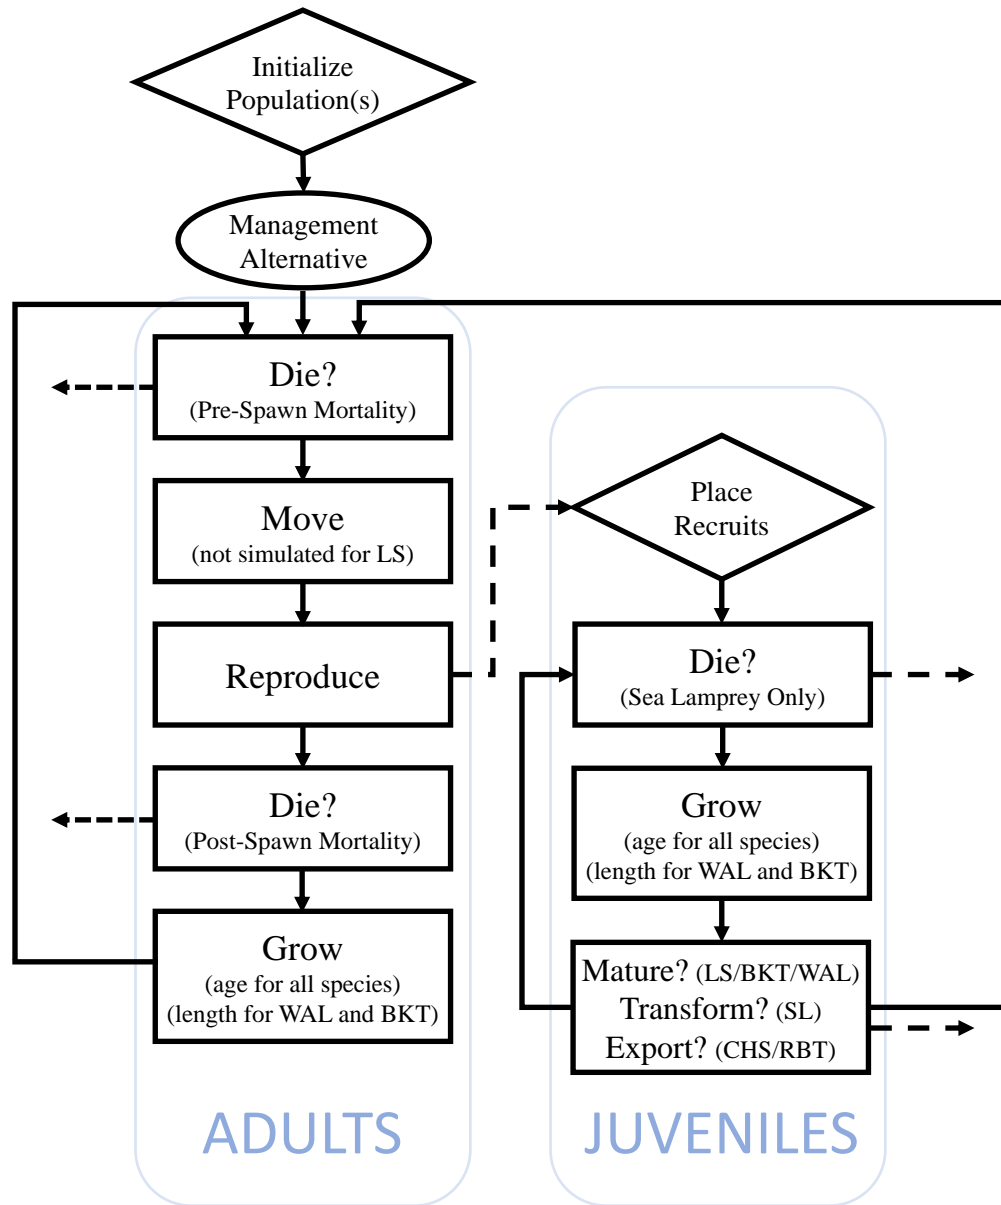 Initialize
Population(s)
Management
Alternative
Die?
(Pre-Spawn Mortality)
Move
(not simulated for LS)
Reproduce
Die?
(Post-Spawn Mortality)
Grow
(age for all species)
(length for WAL and BKT)
ADULTS
Place
Recruits
Die?
(Sea Lamprey Only)
Grow
(age for all species)
(length for WAL and BKT)
Mature? (LS/BKT/WAL)
Transform? (SL)
Export? (CHS/RBT)
JUVENILES